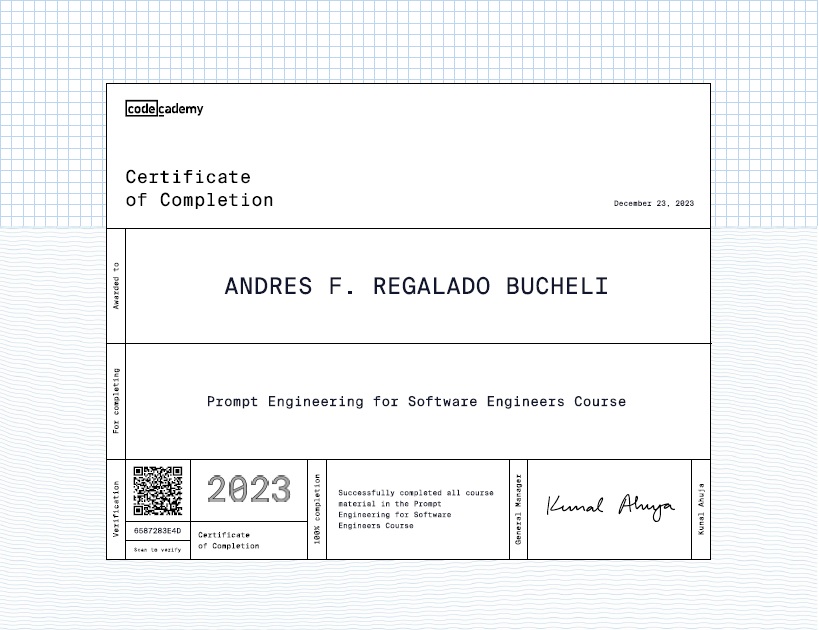 codecademy
Certificate
of Completion
December 23, 2023
Awarded to
ANDRES F. REGALADO BUCHELI
For completing
Prompt Engineering for Software Engineers Course
Verification
6587283E4D
Scan to verify
2023
Certificate
of Completion
100% completion
Successfully completed all course
material in the Prompt
Engineering for Software
Engineers Course
General Manager
Kunal Ahuja
Kunal Ahuja